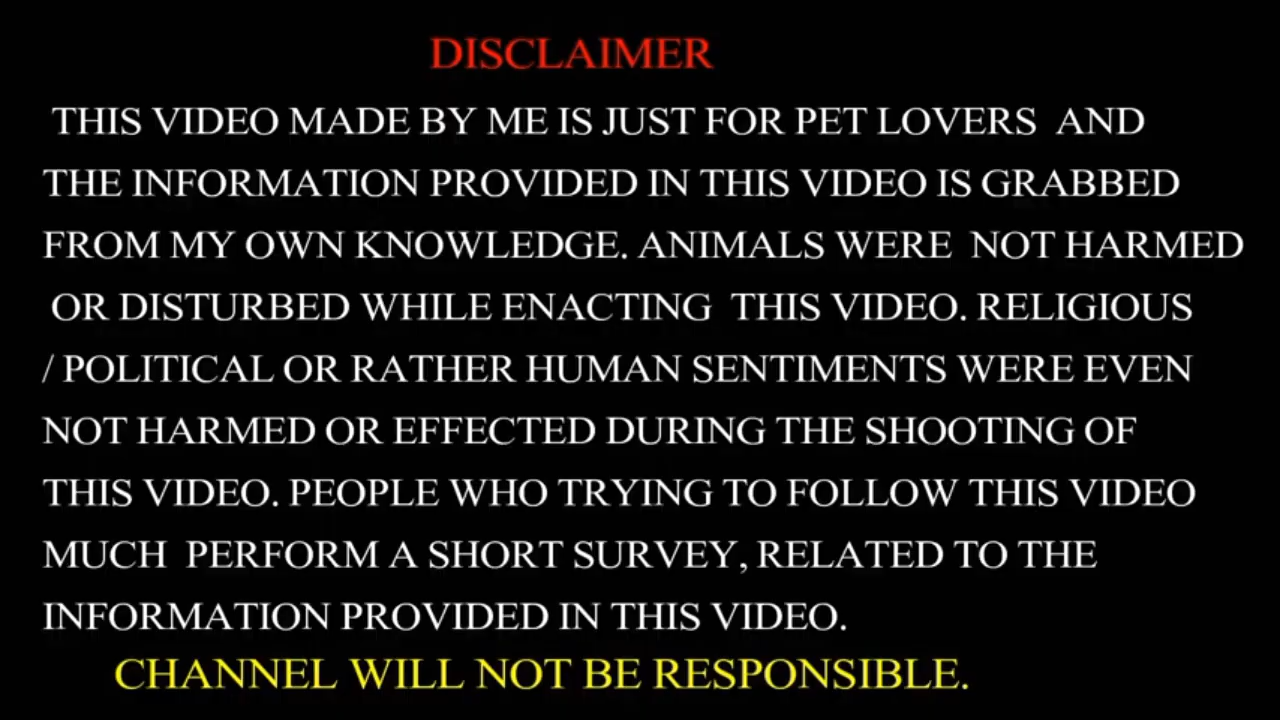 DISCLAIMER
THIS VIDEO MADE BY ME IS JUST FOR PET LOVERS AND
THE INFORMATION PROVIDED IN THIS VIDEO IS GRABBED
FROM MY OWN KNOWLEDGE. ANIMALS WERE NOT HARMED
OR DISTURBED WHILE ENACTING THIS VIDEO. RELIGIOUS
/ POLITICAL OR RATHER HUMAN SENTIMENTS WERE EVEN
NOT HARMED OR EFFECTED DURING THE SHOOTING OF
THIS VIDEO. PEOPLE WHO TRYING TO FOLLOW THIS VIDEO
MUCH PERFORM A SHORT SURVEY, RELATED TO THE
INFORMATION PROVIDED IN THIS VIDEO.
CHANNEL WILL NOT BE RESPONSIBLE.